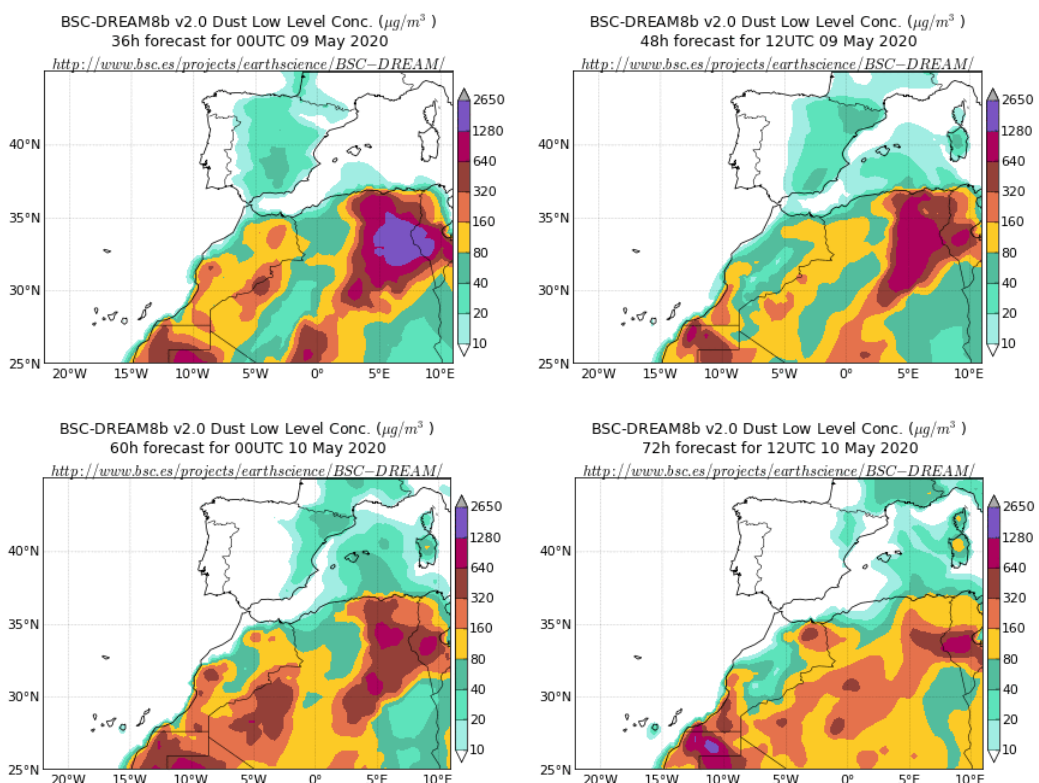 BSC-DREAM8b v2.0 Dust Low Level Conc. (μg/m³ )
36h forecast for 00UTC 09 May 2020
http://www.bsc.es/projects/earthscience/BSC−DREAM/
40°N
35°N
30°N
25°N
20°W 15°W 10°W 5°W 0° 5°E 10°E
2650
1280
640
320
160
80
40
20
10
BSC-DREAM8b v2.0 Dust Low Level Conc. (μg/m³ )
48h forecast for 12UTC 09 May 2020
http://www.bsc.es/projects/earthscience/BSC−DREAM/
40°N
35°N
30°N
25°N
20°W 15°W 10°W 5°W 0° 5°E 10°E
2650
1280
640
320
160
80
40
20
10
BSC-DREAM8b v2.0 Dust Low Level Conc. (μg/m³ )
60h forecast for 00UTC 10 May 2020
http://www.bsc.es/projects/earthscience/BSC−DREAM/
40°N
35°N
30°N
25°N
20°W 15°W 10°W 5°W 0° 5°E 10°E
2650
1280
640
320
160
80
40
20
10
BSC-DREAM8b v2.0 Dust Low Level Conc. (μg/m³ )
72h forecast for 12UTC 10 May 2020
http://www.bsc.es/projects/earthscience/BSC−DREAM/
40°N
35°N
30°N
25°N
20°W 15°W 10°W 5°W 0° 5°E 10°E
2650
1280
640
320
160
80
40
20
10